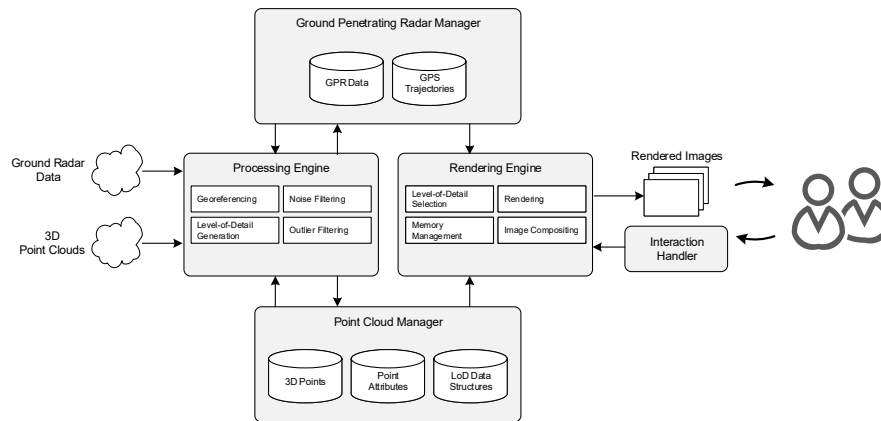 Ground Penetrating Radar Manager
GPR Data
GPS
Trajectories
Ground Radar
Data
3D
Point Clouds
Processing Engine
Georeferencing
Noise Filtering
Level-of-Detail
Generation
Outlier Filtering
Rendering Engine
Level-of-Detail
Selection
Rendering
Memory
Management
Image Compositing
Rendered Images
Interaction
Handler
Point Cloud Manager
3D Points
Point
Attributes
LoD Data
Structures